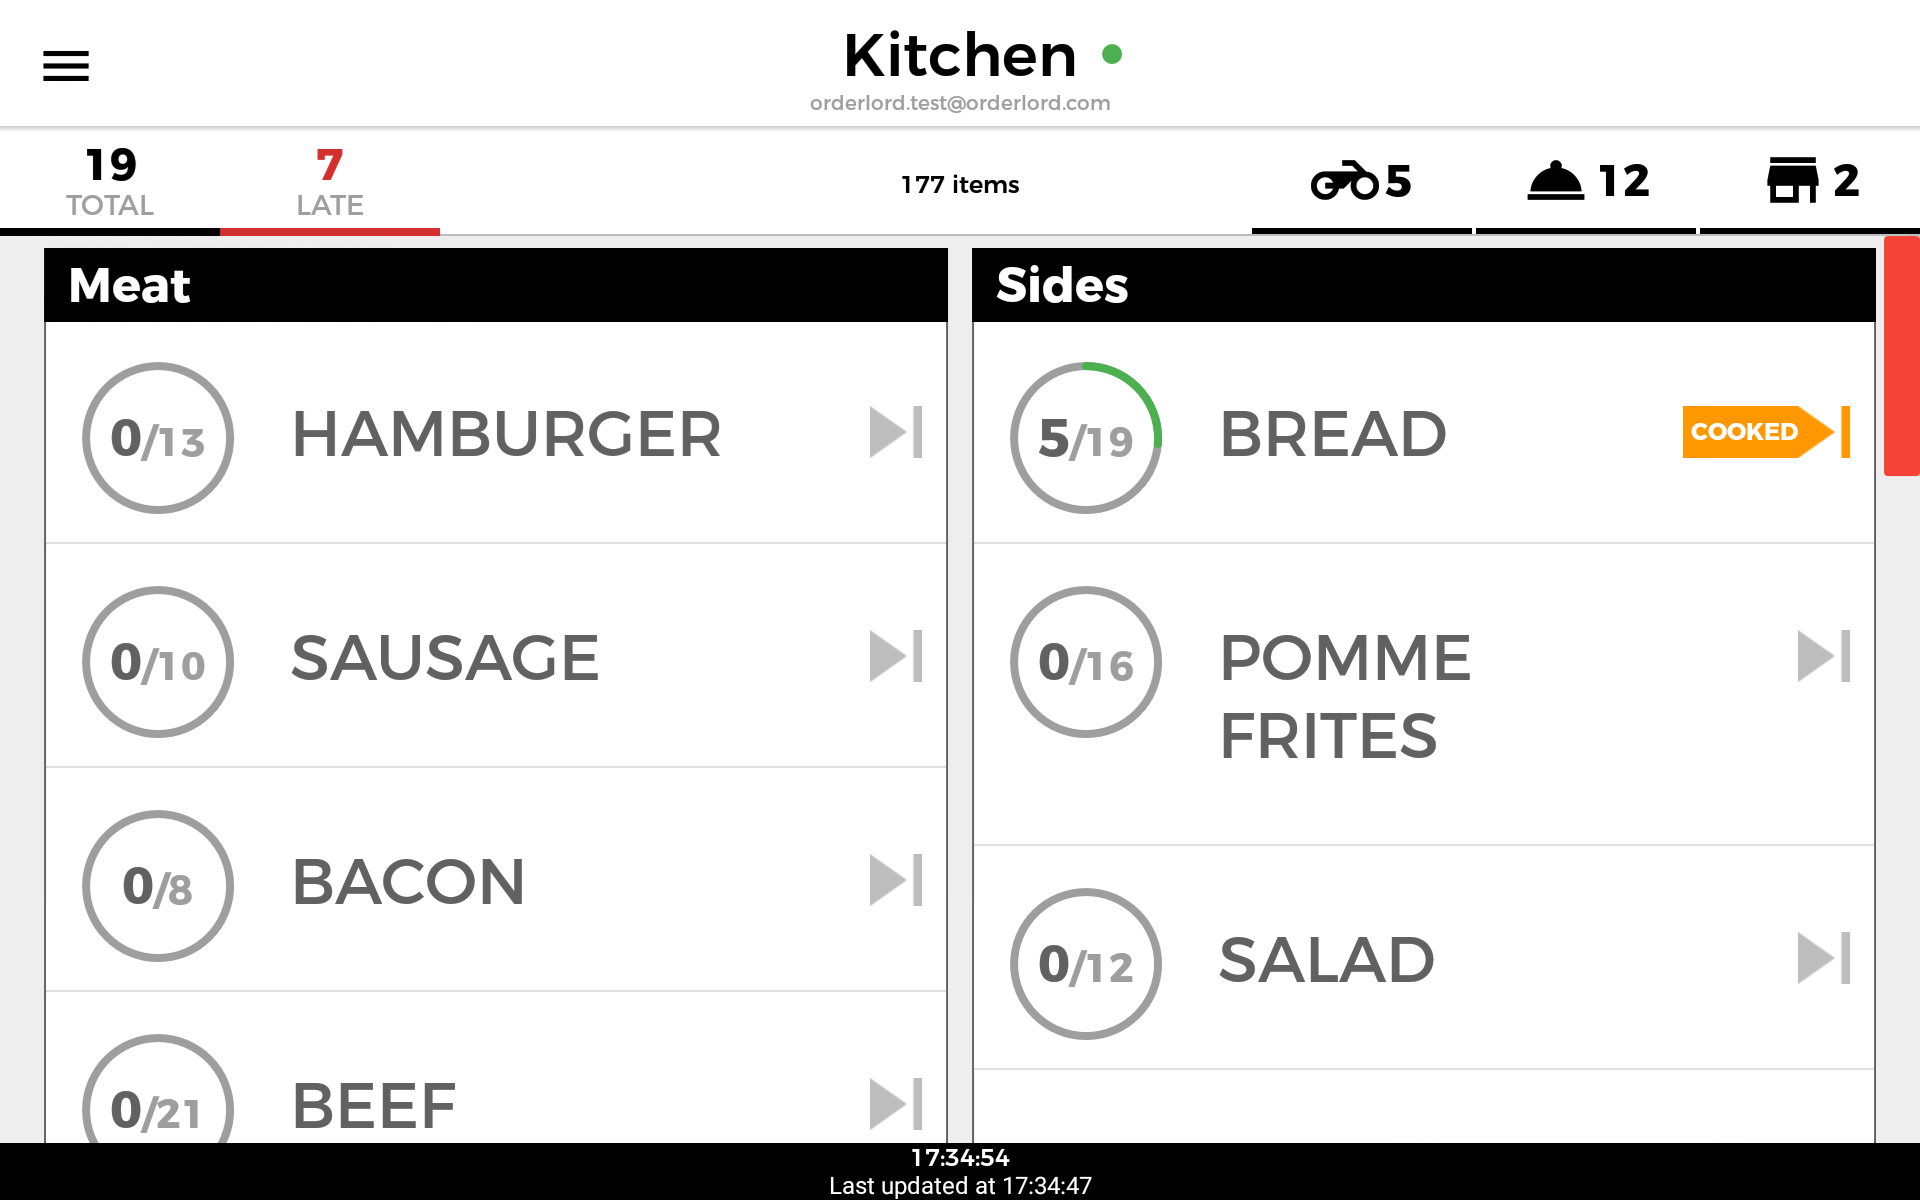 Kitchen
orderlord.test@orderlord.com
19
TOTAL
7
LATE
177 items
5
12
2
Meat
0/13 HAMBURGER
0/10 SAUSAGE
0/8 BACON
0/21 BEEF
Sides
5/19 BREAD COOKED
0/16 POMME
FRITES
0/12 SALAD
17:34:54
Last updated at 17:34:47